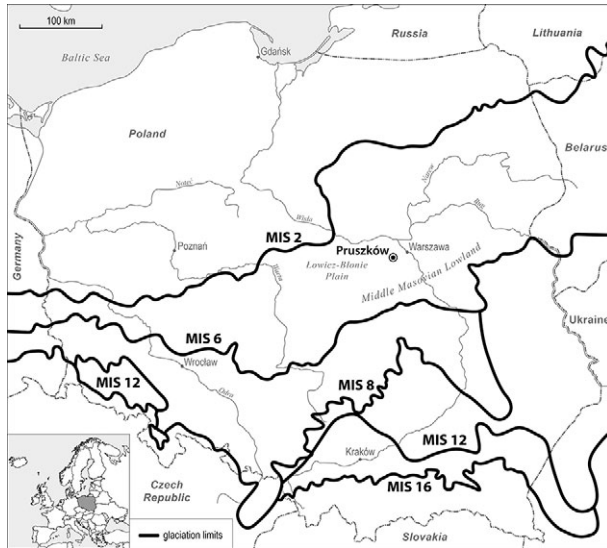 100 km
Russia
Lithuania
Baltic Sea
Gdańsk
Poland
Belarus
Noteć
Narew
Wisła
Bug
MIS 2
Germany
Poznań
Pruszków
Warszawa
Warta
Łowicz-Błonie
Plain
Middle Masovian Lowland
MIS 6
Ukraine
Wrocław
MIS 8
MIS 12
Odra
MIS 12
Kraków
MIS 16
Czech
Republic
Slovakia
glaciation limits